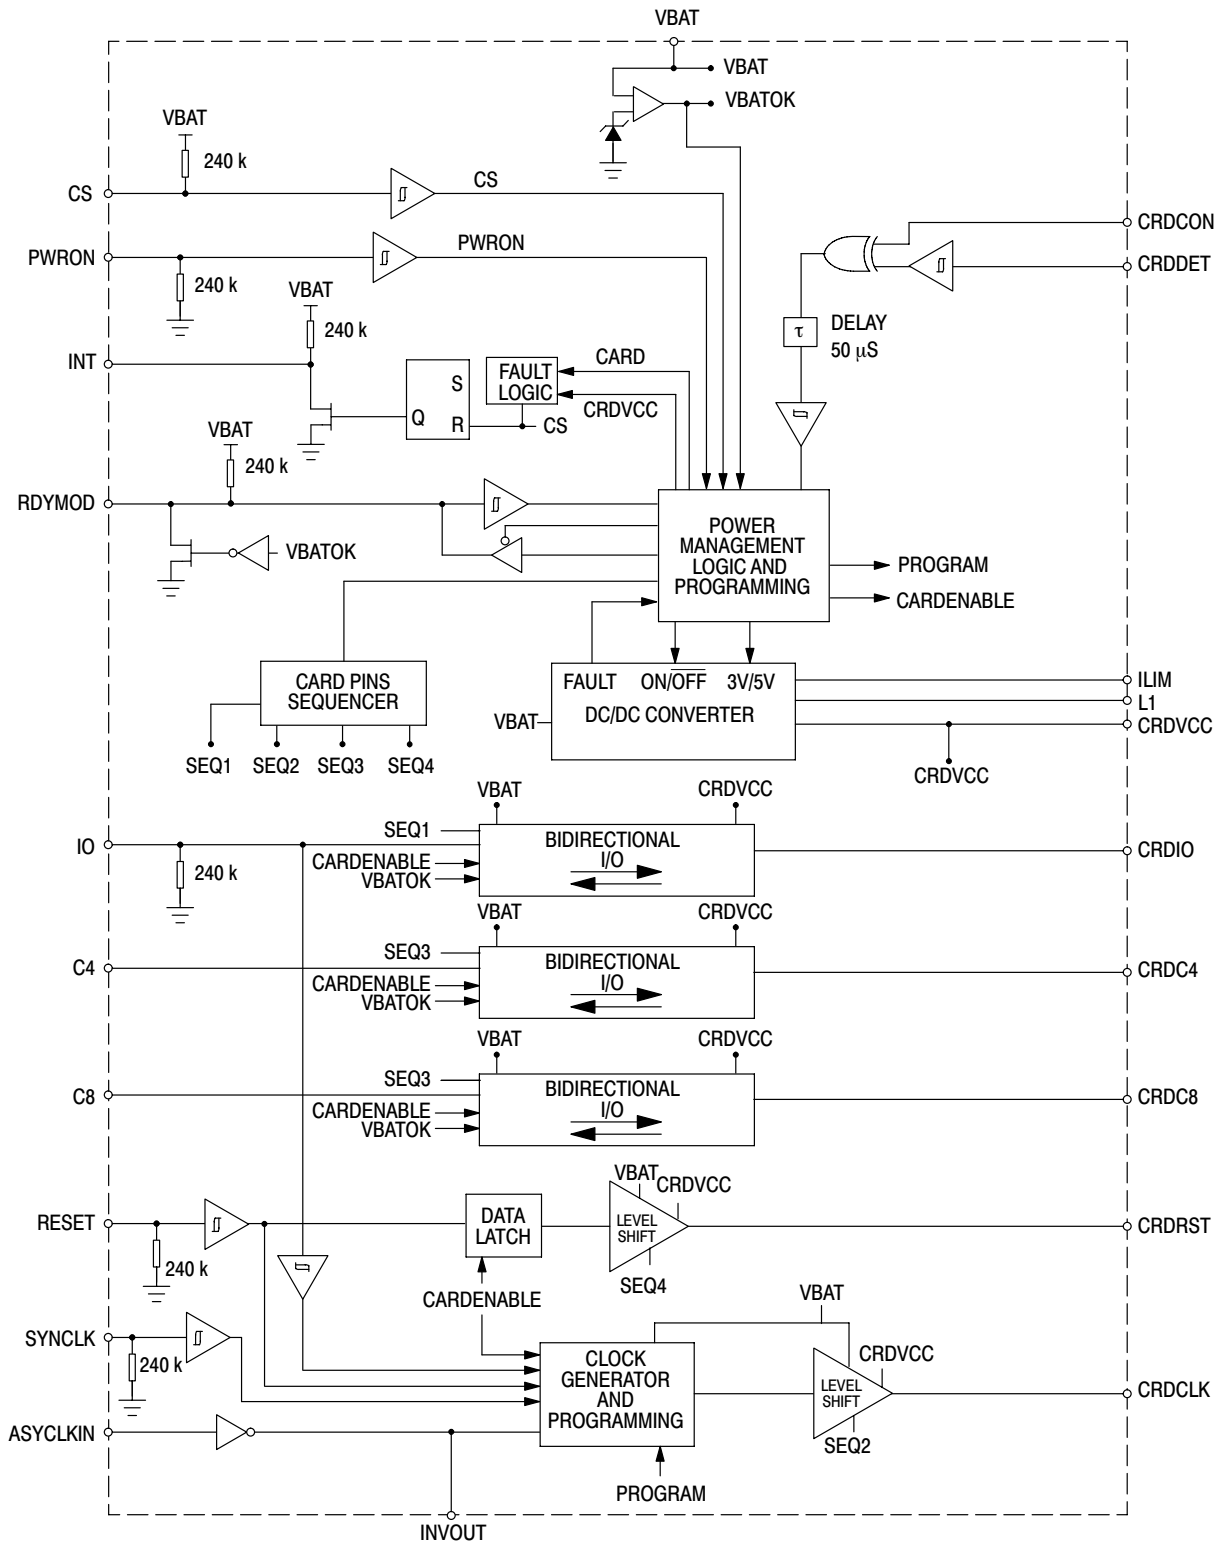 VBAT
VBAT
VBATOK
VBAT
240 k
CS
CS
CRDCON
PWRON
PWRON
CRDDET
240 k
VBAT
240 k
τ
DELAY
50 µS
INT
CARD
FAULT
LOGIC
S
CRDVCC
Q
R
CS
VBAT
240 k
RDYMOD
POWER
MANAGEMENT
LOGIC AND
PROGRAMMING
VBATOK
PROGRAM
CARDENABLE
CARD PINS
SEQUENCER
FAULT
ON/OFF
3V/5V
ILIM
L1
DC/DC CONVERTER
VBAT
CRDVCC
SEQ1
SEQ2
SEQ3
SEQ4
CRDVCC
VBAT
CRDVCC
SEQ1
BIDIRECTIONAL
I/O
IO
CRDIO
CARDENABLE
VBATOK
240 k
VBAT
CRDVCC
SEQ3
BIDIRECTIONAL
I/O
C4
CRDC4
CARDENABLE
VBATOK
VBAT
CRDVCC
SEQ3
BIDIRECTIONAL
I/O
C8
CRDC8
CARDENABLE
VBATOK
VBAT
CRDVCC
RESET
DATA
LATCH
LEVEL
SHIFT
CRDRST
240 k
SEQ4
CARDENABLE
VBAT
SYNCLK
240 k
CLOCK
GENERATOR
AND
PROGRAMMING
CRDVCC
LEVEL
SHIFT
CRDCLK
ASYCLKIN
SEQ2
PROGRAM
INVOUT